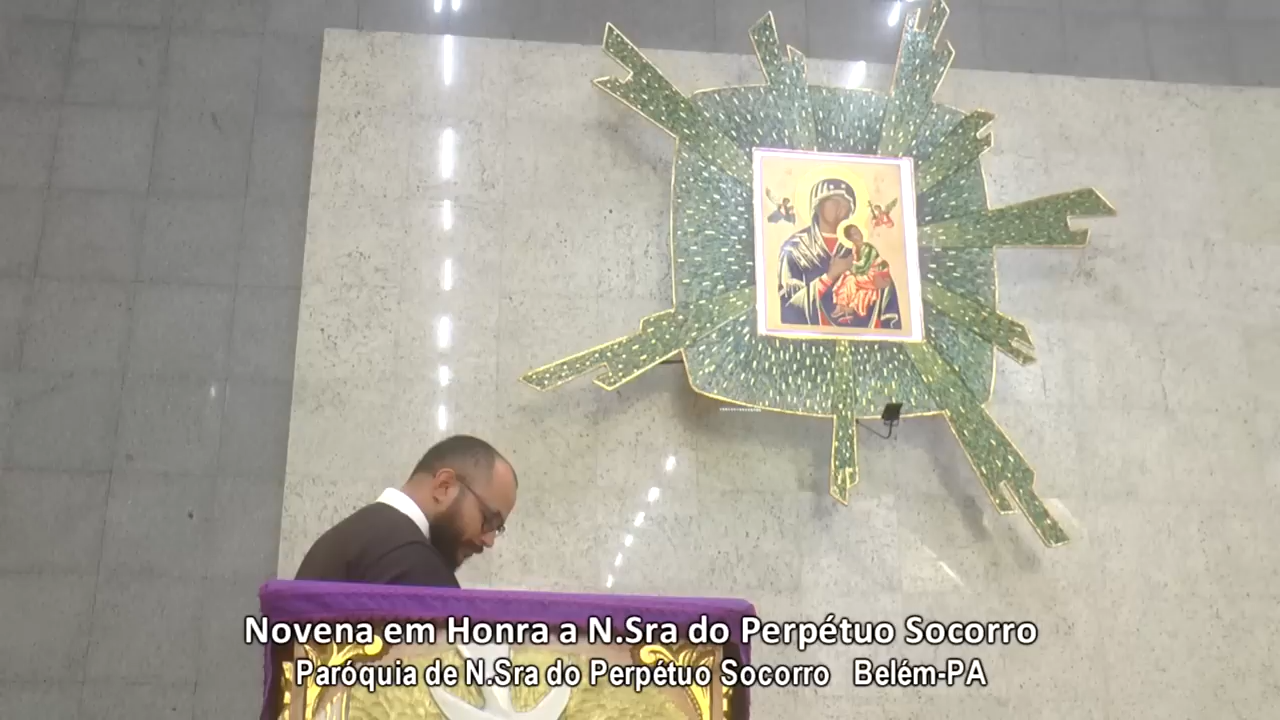 Novena em Honra a N.Sra do Perpétuo Socorro
Paróquia de N.Sra do Perpétuo Socorro Belém-PA